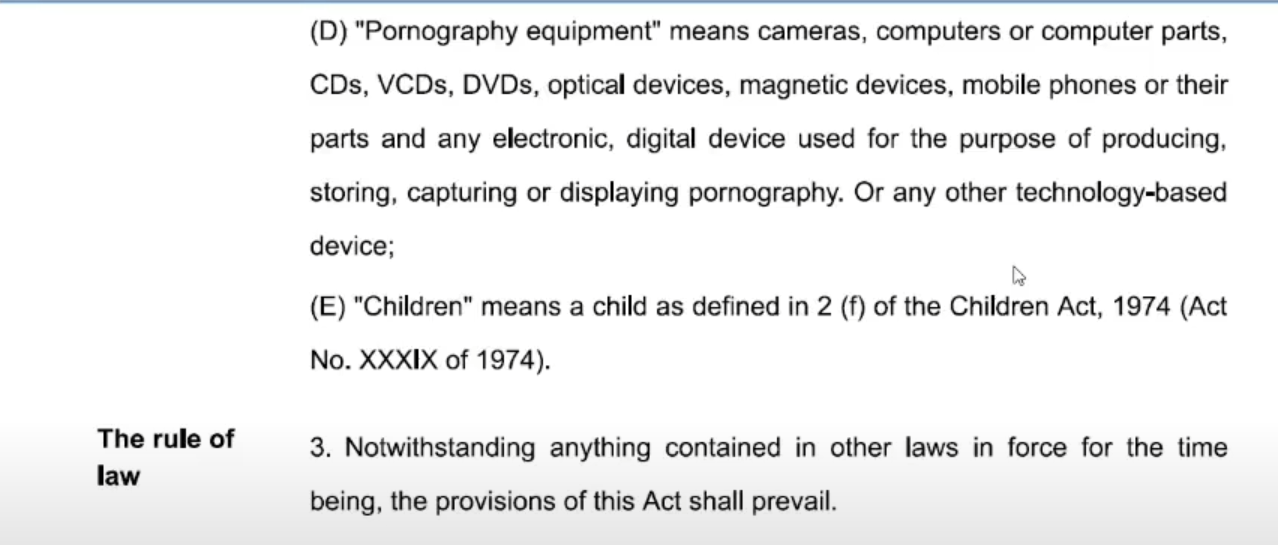 (D) "Pornography equipment" means cameras, computers or computer parts,
CDs, VCDs, DVDs, optical devices, magnetic devices, mobile phones or their
parts and any electronic, digital device used for the purpose of producing,
storing, capturing or displaying pornography. Or any other technology-based
device;
(E) "Children" means a child as defined in 2 (f) of the Children Act, 1974 (Act
No. XXXIX of 1974).
The rule of
law
3. Notwithstanding anything contained in other laws in force for the time
being, the provisions of this Act shall prevail.